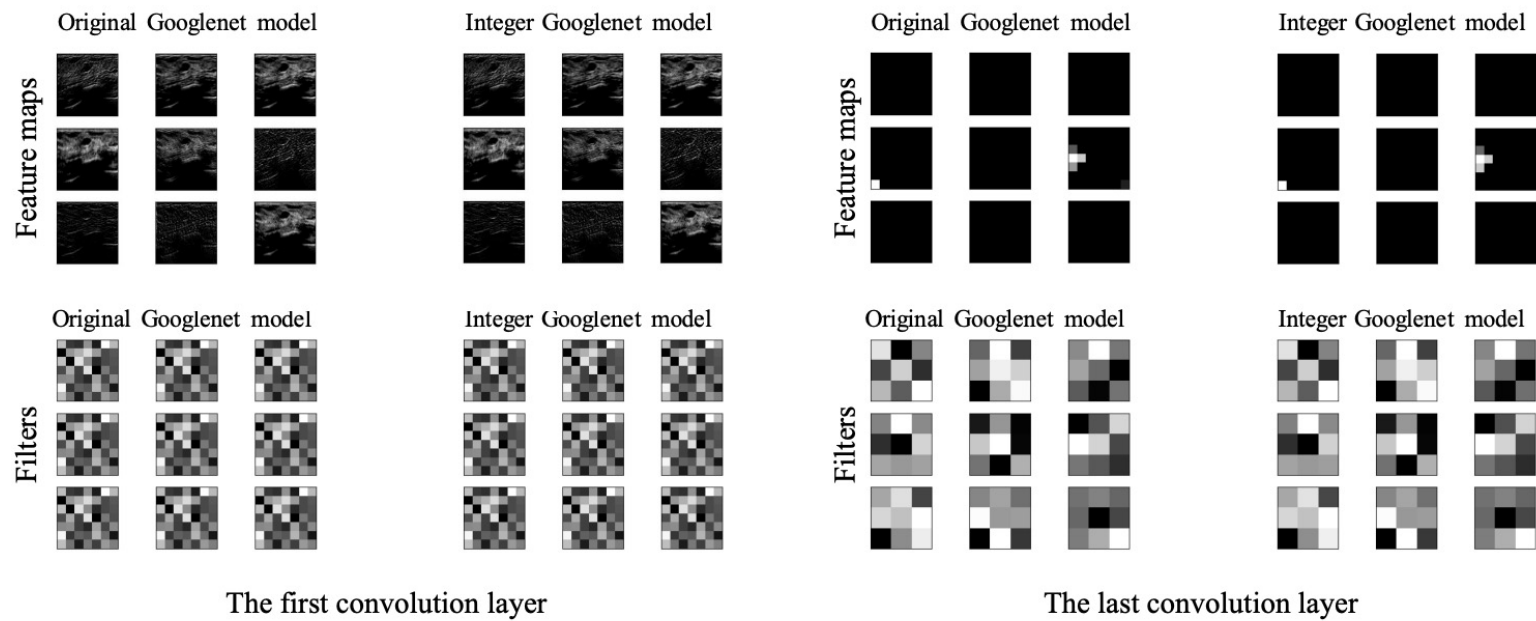 Original Googlenet model
Integer Googlenet model
Original Googlenet model
Integer Googlenet model
Feature maps
Feature maps
Original Googlenet model
Integer Googlenet model
Original Googlenet model
Integer Googlenet model
Filters
Filters
The first convolution layer
The last convolution layer